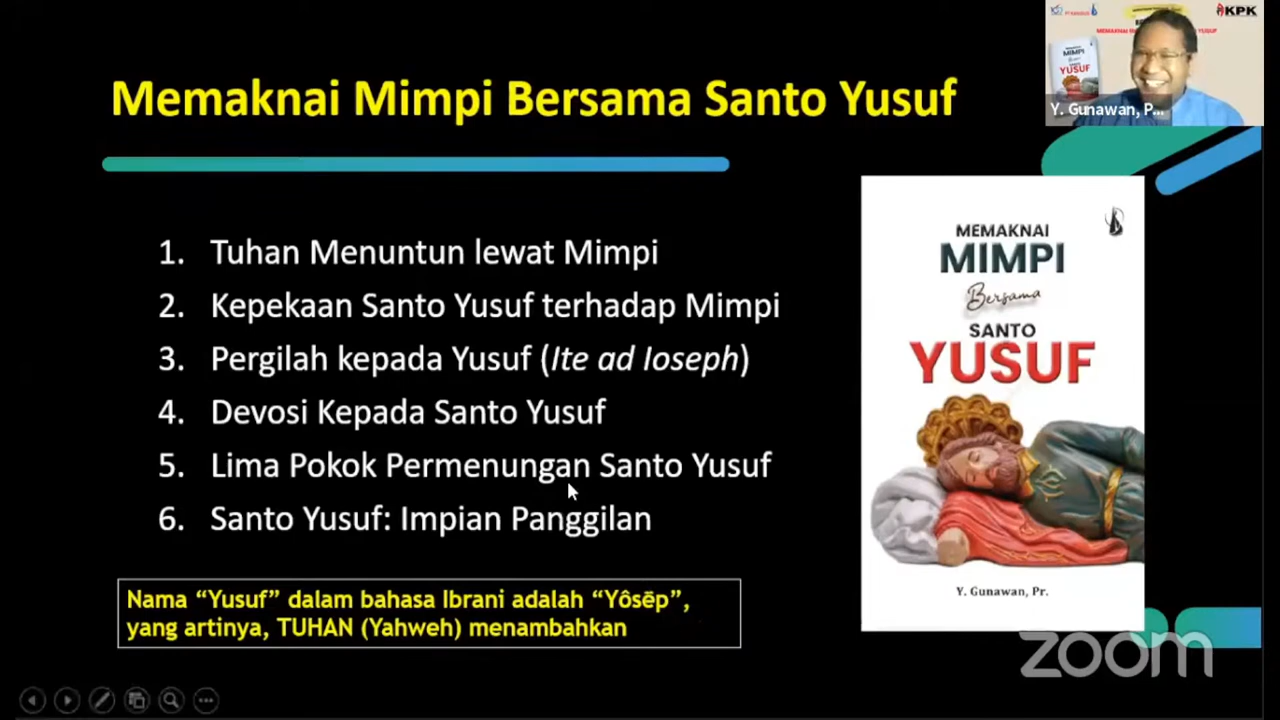 Memaknai Mimpi Bersama Santo Yusuf
1. Tuhan Menuntun lewat Mimpi
2. Kepekaan Santo Yusuf terhadap Mimpi
3. Pergilah kepada Yusuf (Ite ad Ioseph)
4. Devosi Kepada Santo Yusuf
5. Lima Pokok Permenungan Santo Yusuf
6. Santo Yusuf: Impian Panggilan
Nama “Yusuf” dalam bahasa Ibrani adalah “Yôsēp”,
yang artinya, TUHAN (Yahweh) menambahkan
KPK
MIMPI
YUSUF
Y. Gunawan, P...
MEMAKNAI
MIMPI
Bersama
SANTO
YUSUF
Y. Gunawan, Pr.
zoom